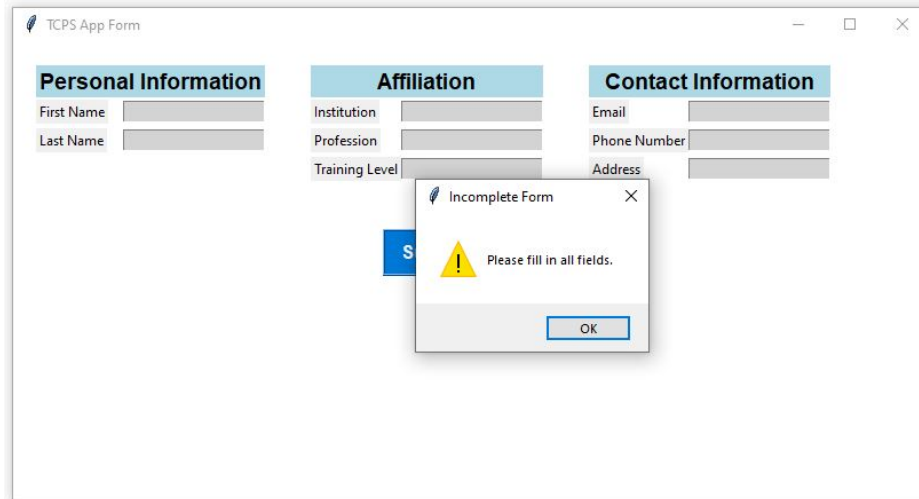 TCPS App Form
Personal Information
First Name
Last Name
Affiliation
Institution
Profession
Training Level
Contact Information
Email
Phone Number
Address
Incomplete Form
Please fill in all fields.
OK